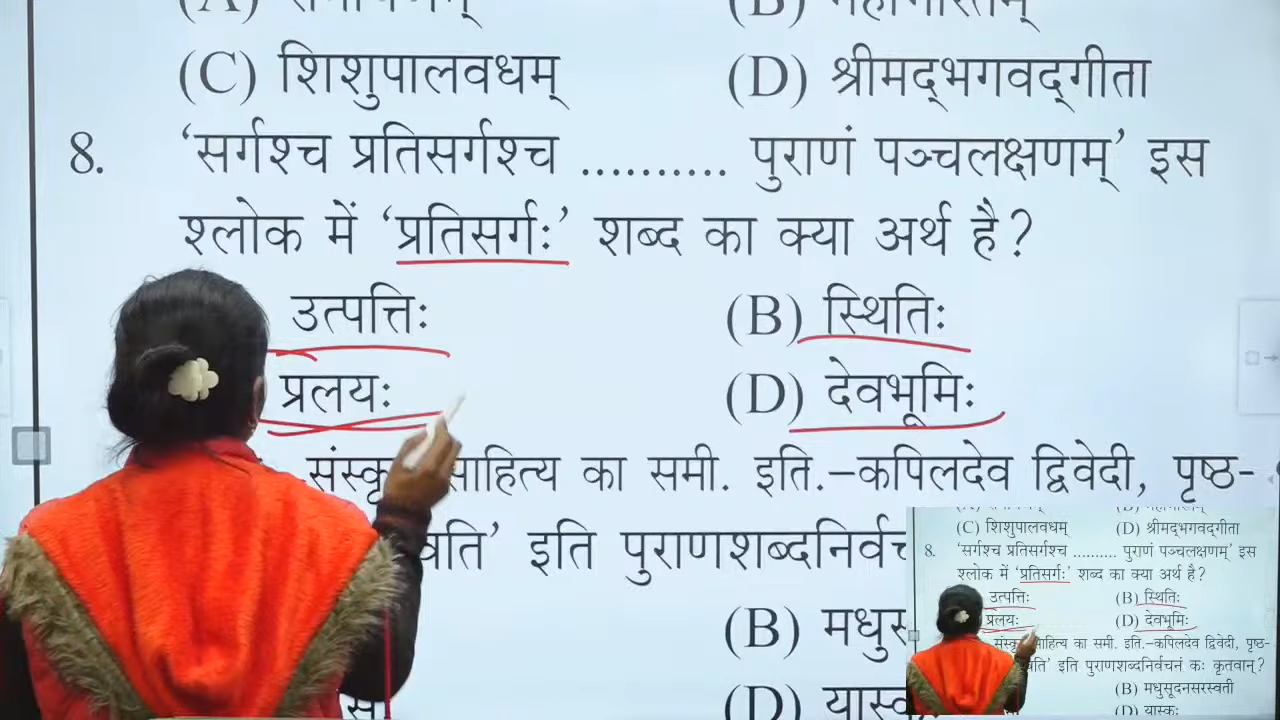 (C) शिशुपालवधम् (D) श्रीमद्भगवद्गीता
8. ‘सर्गश्च प्रतिसर्गश्च .......... पुराणं पञ्चलक्षणम्’ इस
श्लोक में ‘प्रतिसर्गः’ शब्द का क्या अर्थ है?
उत्पत्तिः (B) स्थितिः
प्रलयः (D) देवभूमिः
संस्कृ साहित्य का समी. इति.–कपिलदेव द्विवेदी, पृष्ठ-
वति’ इति पुराणशब्दनिर्वच
(B) मधुस
(D) यास्क
(C) शिशुपालवधम् (D) श्रीमद्भगवद्गीता
8. ‘सर्गश्च प्रतिसर्गश्च .......... पुराणं पञ्चलक्षणम्’ इस
श्लोक में ‘प्रतिसर्गः’ शब्द का क्या अर्थ है?
उत्पत्तिः (B) स्थितिः
प्रलयः (D) देवभूमिः
संस्कृ साहित्य का समी. इति.–कपिलदेव द्विवेदी, पृष्ठ-
वति’ इति पुराणशब्दनिर्वचनं कः कृतवान्?
(B) मधुसूदनसरस्वती
(D) यास्कः